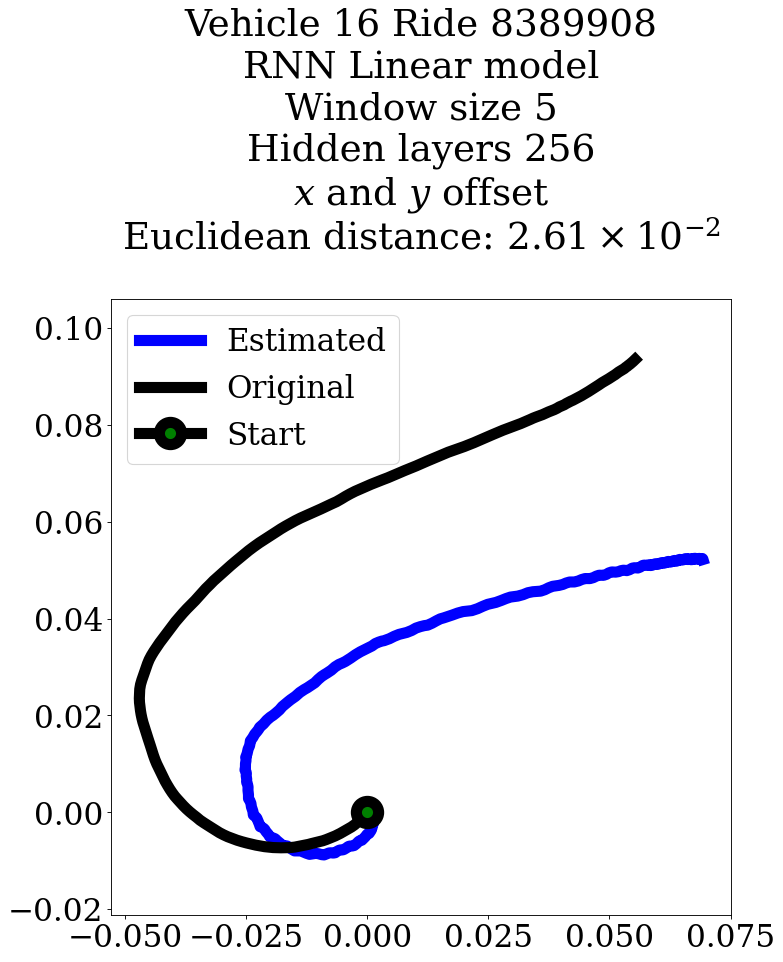 Vehicle 16 Ride 8389908
RNN Linear model
Window size 5
Hidden layers 256
x and y offset
Euclidean distance: 2.61 × 10⁻²
Estimated
Original
Start
0.10
0.08
0.06
0.04
0.02
0.00
−0.02
−0.050 −0.025 0.000 0.025 0.050 0.075